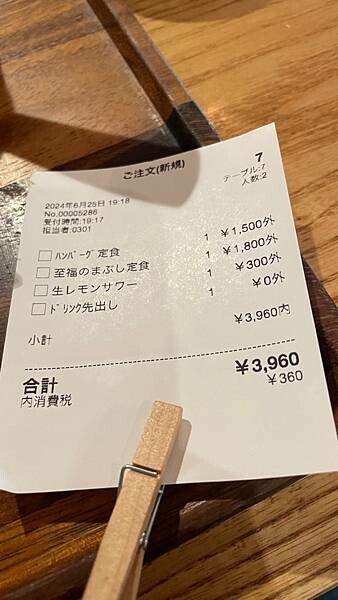 ご注文(新規)
7
テーブル:7
人数:2
2024年6月25日 19:18
No.00005286
受付時間:19:17
担当者:0301
□ ﾊﾝﾊﾞｰｸﾞ定食 1 ¥1,500外
□ 至福のまぶし定食 1 ¥1,800外
□ 生レモンサワー 1 ¥300外
□ ﾄﾞﾘﾝｸ先出し 1 ¥0外
小計 ¥3,960内
合計 ¥3,960
内消費税 ¥360